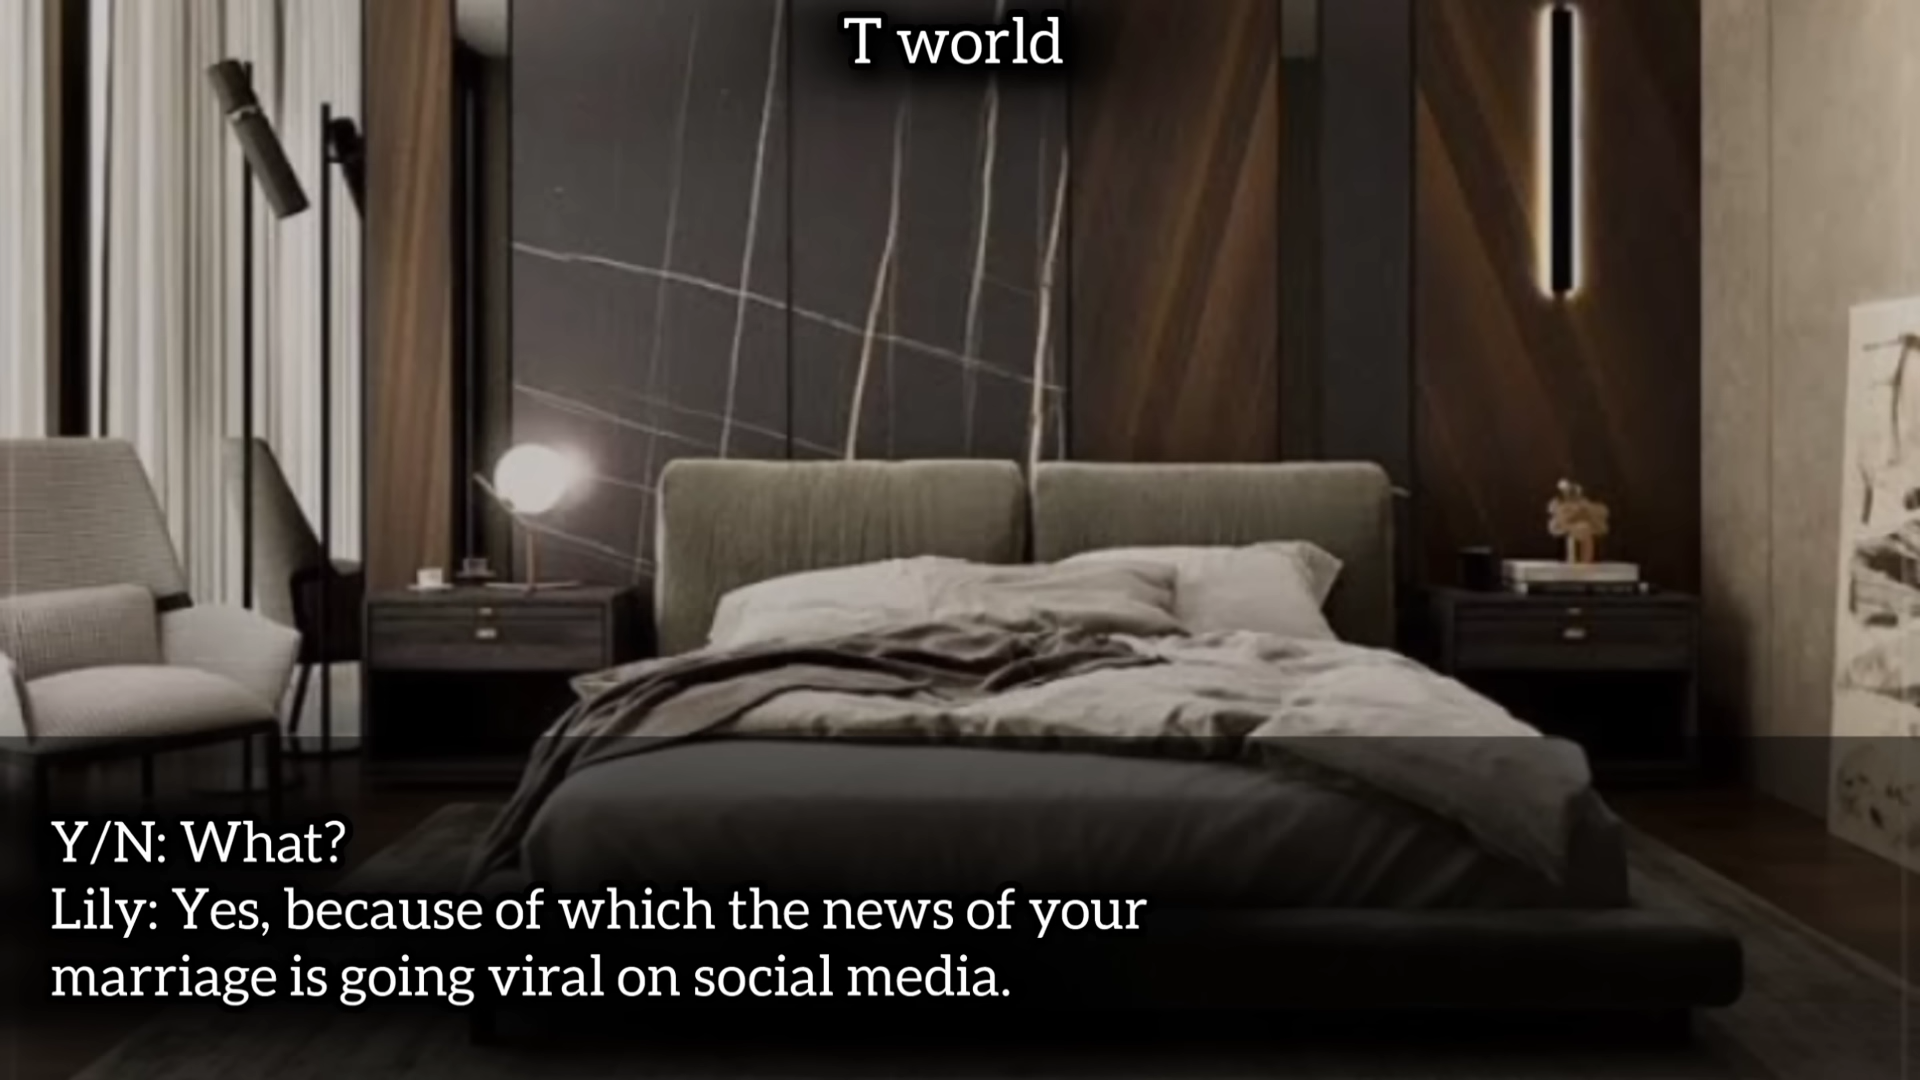 T world
Y/N: What?
Lily: Yes, because of which the news of your
marriage is going viral on social media.